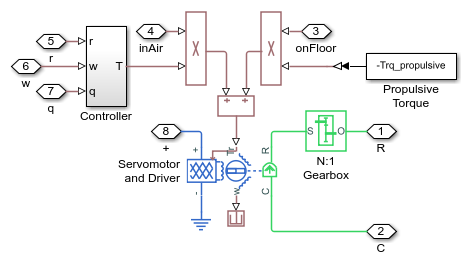 4
inAir
3
onFloor
5
r
6
w
7
q
r
w
q
T
Controller
X
X
-Trq_propulsive
Propulsive
Torque
+
+
8
+
Servomotor
and Driver
+
-
T
W
R
C
S
O
N:1
Gearbox
1
R
2
C